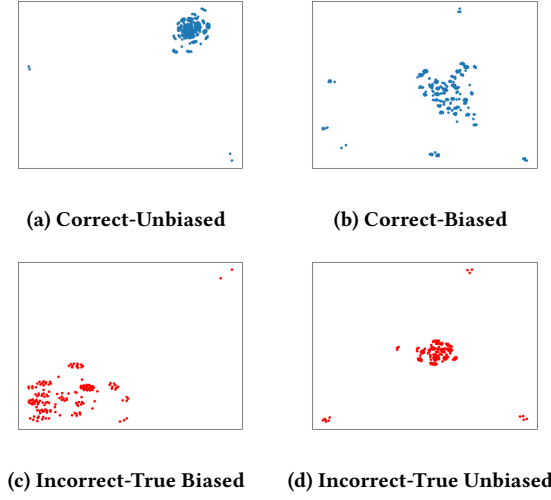 (a) Correct-Unbiased
(b) Correct-Biased
(c) Incorrect-True Biased
(d) Incorrect-True Unbiased